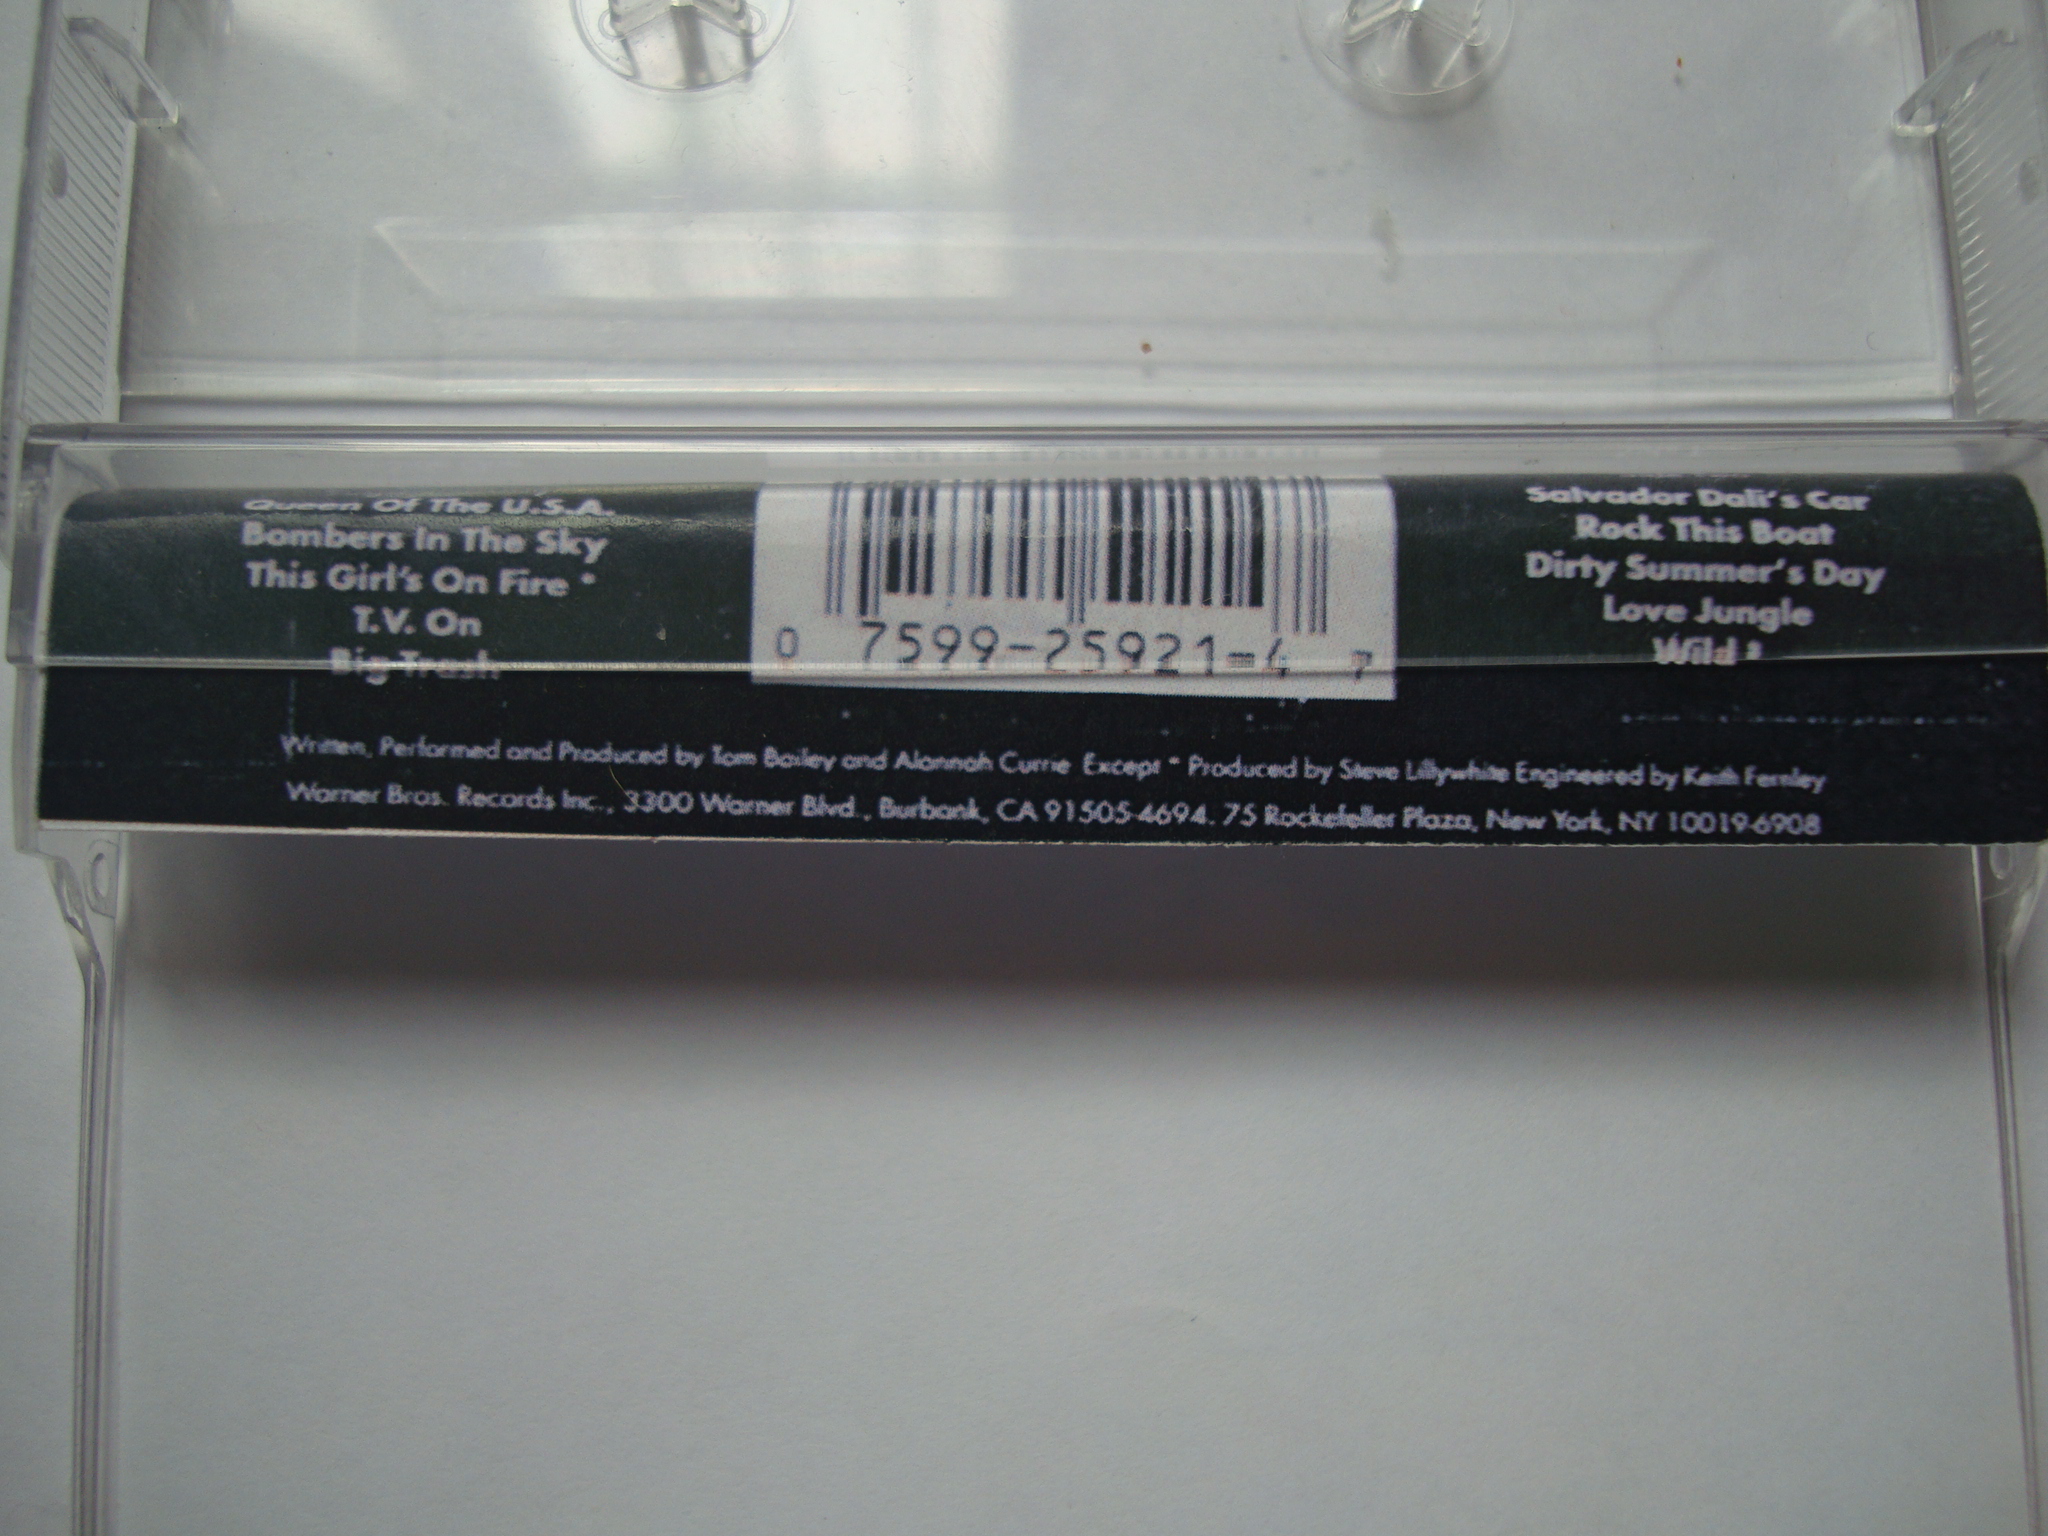 Queen Of The U.S.A.
Bombers In The Sky
This Girl's On Fire *
T.V. On
Big Trash
0 7599-25921-4 7
Salvador Dali's Car
Rock This Boat
Dirty Summer's Day
Love Jungle
Wild *
Written, Performed and Produced by Tom Bailey and Alannah Currie Except * Produced by Steve Lillywhite Engineered by Keith Fernley
Warner Bros. Records Inc., 3300 Warner Blvd., Burbank, CA 91505-4694. 75 Rockefeller Plaza, New York, NY 10019-6908